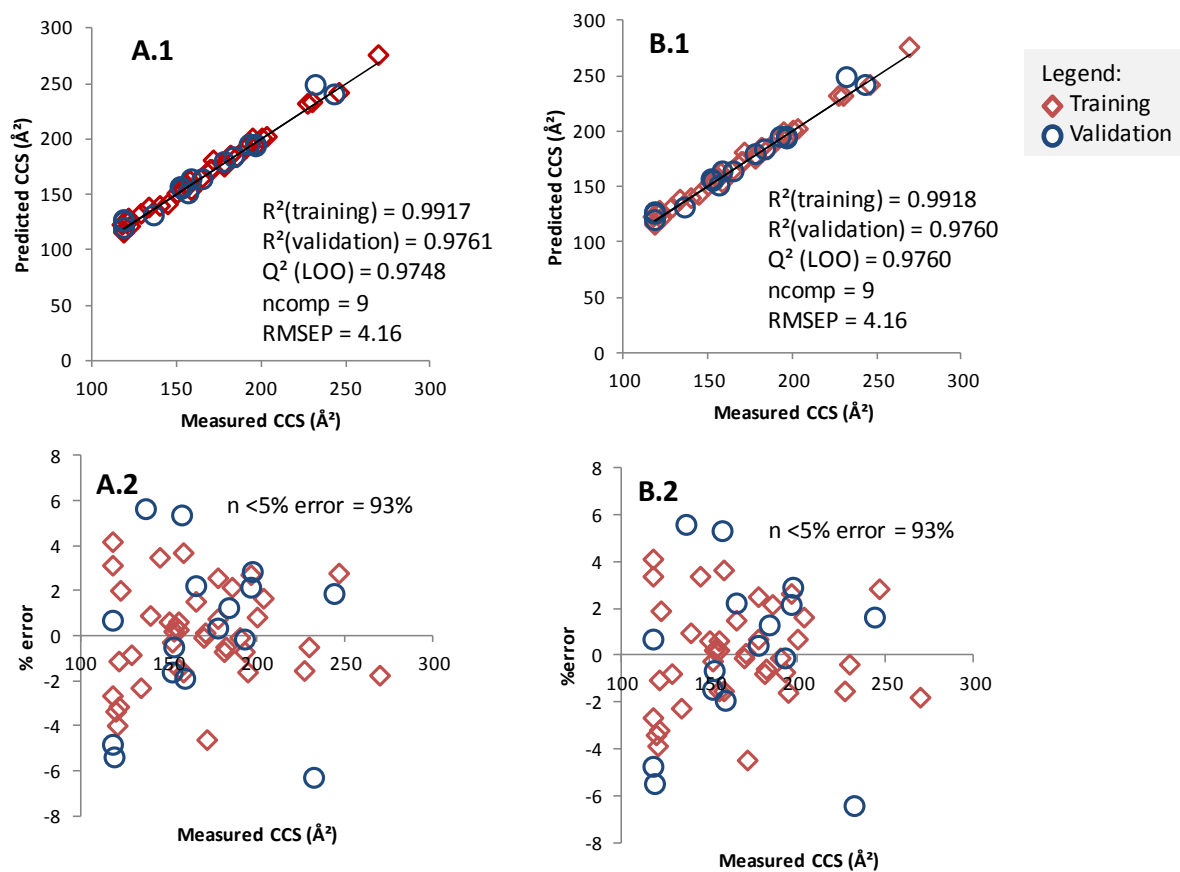 A.1
300
250
200
150
100
50
0
Predicted CCS (Å²)
R²(training) = 0.9917
R²(validation) = 0.9761
Q² (LOO) = 0.9748
ncomp = 9
RMSEP = 4.16
100 150 200 250 300
Measured CCS (Å²)
B.1
300
250
200
150
100
50
0
Predicted CCS (Å²)
R²(training) = 0.9918
R²(validation) = 0.9760
Q² (LOO) = 0.9760
ncomp = 9
RMSEP = 4.16
100 150 200 250 300
Measured CCS (Å²)
Legend:
Training
Validation
A.2
n <5% error = 93%
8
6
4
2
0
-2
-4
-6
-8
% error
100 150 200 250 300
Measured CCS (Å²)
B.2
n <5% error = 93%
8
6
4
2
0
-2
-4
-6
-8
%error
100 150 200 250 300
Measured CCS (Å²)